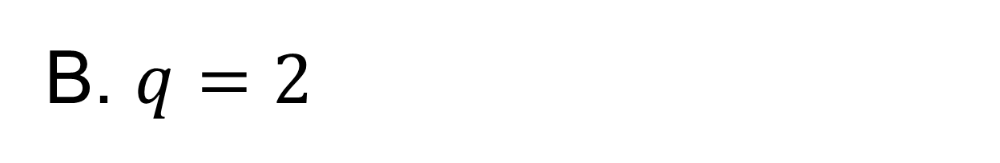 B. q = 2